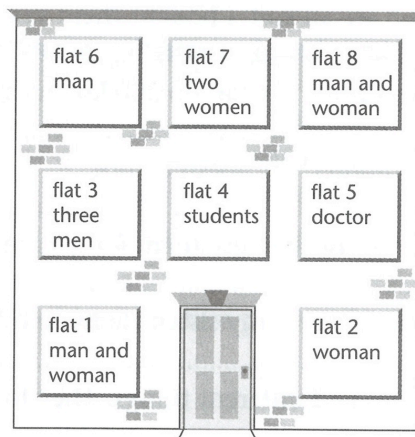 flat 6
man
flat 7
two
women
flat 8
man and
woman
flat 3
three
men
flat 4
students
flat 5
doctor
flat 1
man and
woman
flat 2
woman